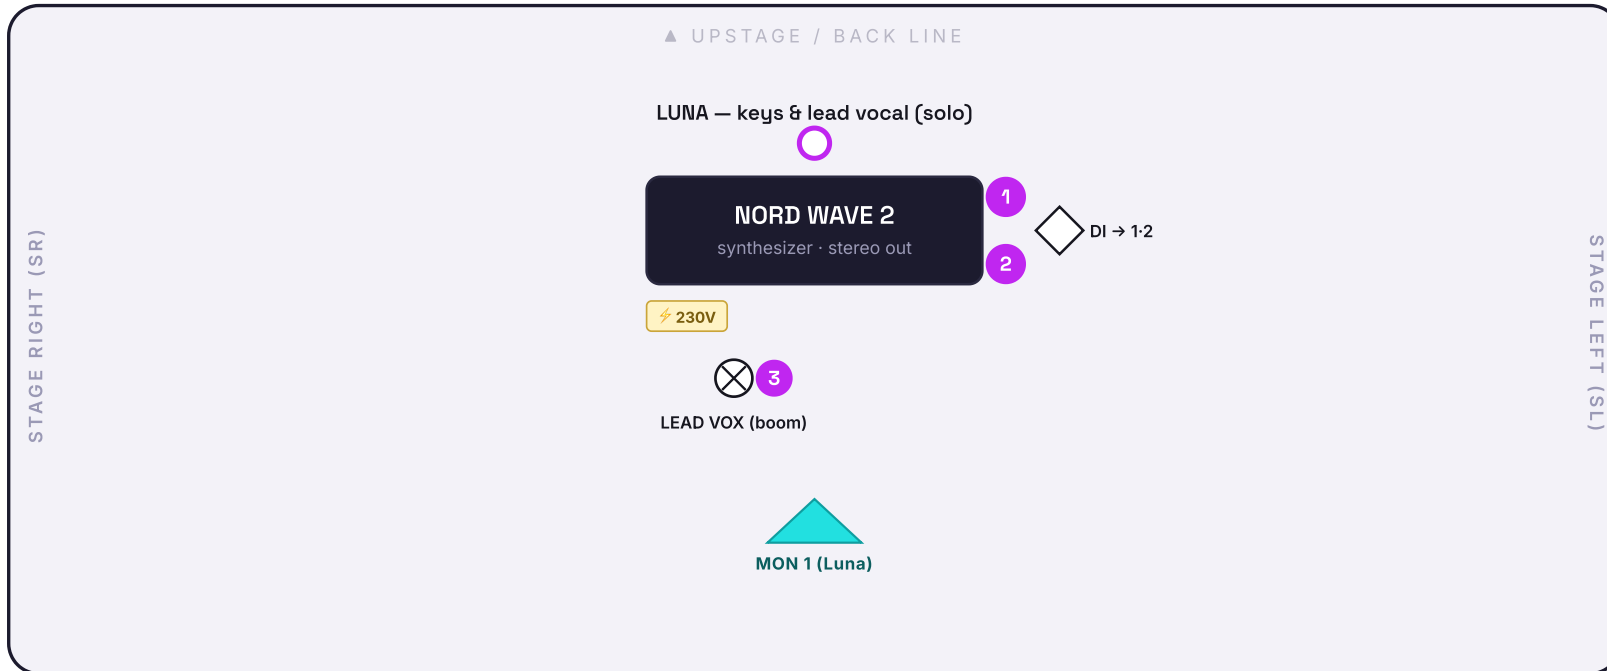 ▲ UPSTAGE / BACK LINE
LUNA — keys & lead vocal (solo)
NORD WAVE 2
synthesizer · stereo out
1
2
DI → 1·2
⚡230V
3
LEAD VOX (boom)
MON 1 (Luna)
STAGE RIGHT (SR)
STAGE LEFT (SL)